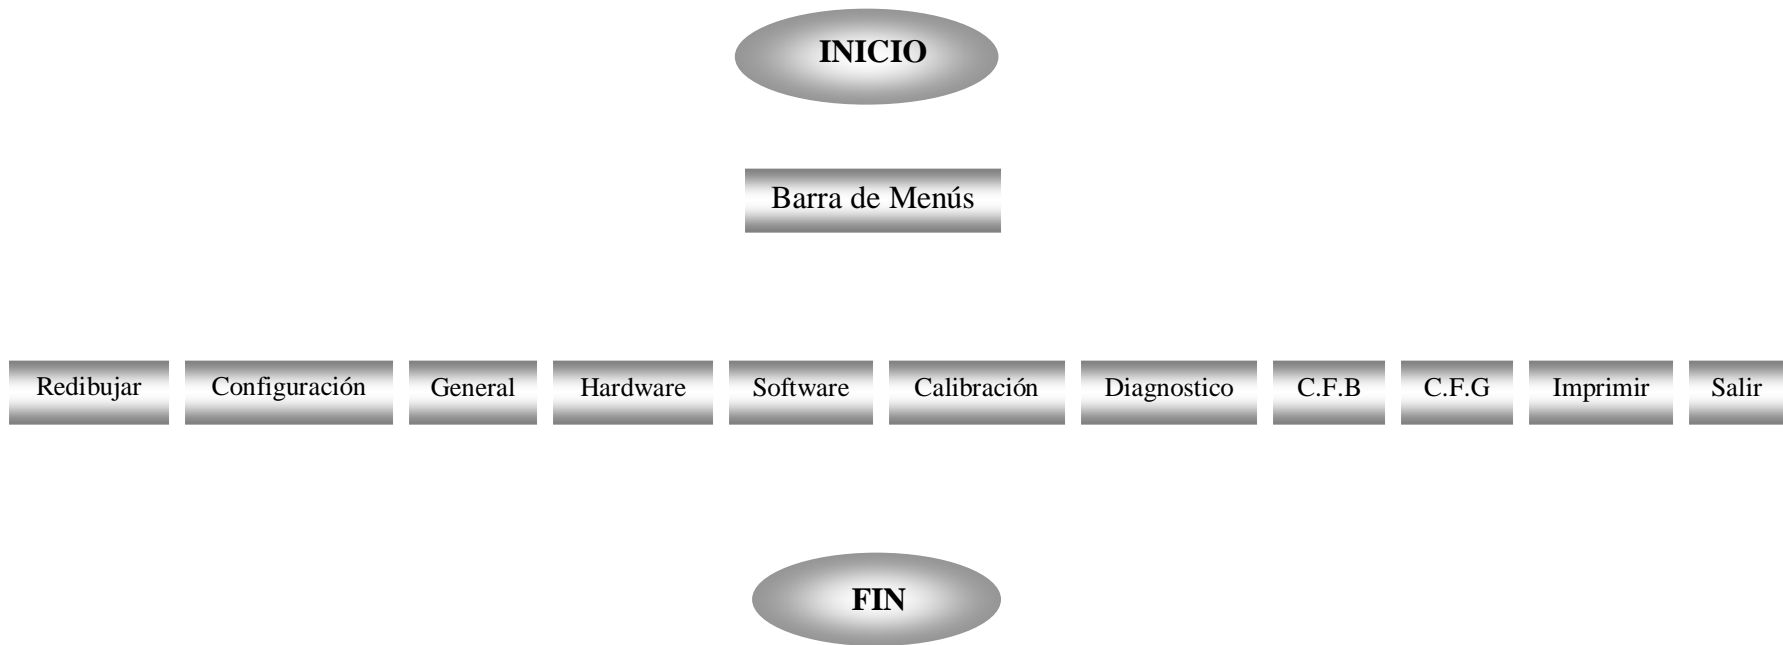 INICIO
Barra de Menús
Redibujar Configuración General Hardware Software Calibración Diagnostico C.F.B C.F.G Imprimir Salir
FIN